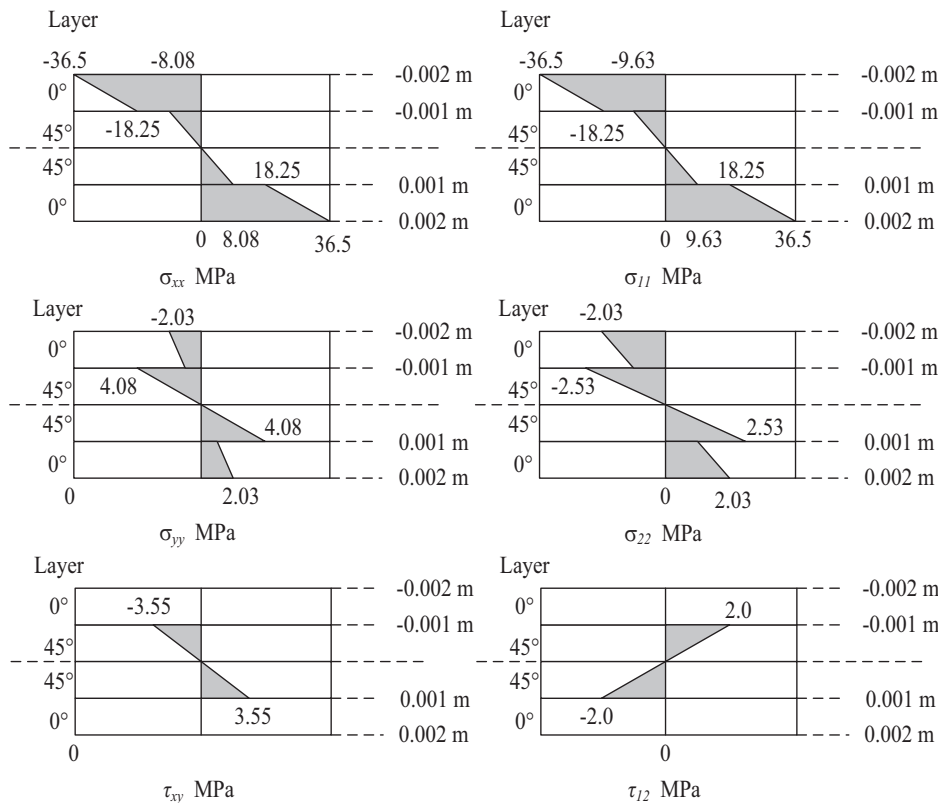 Layer
-36.5
-8.08
0°
-0.002 m
-0.001 m
-18.25
45°
45°
18.25
0.001 m
0°
0.002 m
0
8.08
36.5
σxx MPa
Layer
-36.5
-9.63
0°
-0.002 m
-0.001 m
-18.25
45°
45°
18.25
0.001 m
0°
0.002 m
0
9.63
36.5
σ11 MPa
Layer
-2.03
0°
-0.002 m
-0.001 m
4.08
45°
45°
4.08
0.001 m
0°
0.002 m
0
2.03
σyy MPa
Layer
-2.03
0°
-0.002 m
-0.001 m
-2.53
45°
45°
2.53
0.001 m
0°
0.002 m
0
2.03
σ22 MPa
Layer
0°
-3.55
-0.002 m
-0.001 m
45°
45°
0.001 m
0°
3.55
0.002 m
0
τxy MPa
Layer
0°
2.0
-0.002 m
-0.001 m
45°
45°
0.001 m
0°
-2.0
0.002 m
0
τ12 MPa